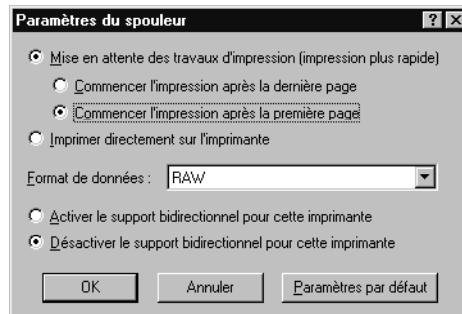 Paramètres du spouleur
Mise en attente des travaux d'impression (impression plus rapide)
Commencer l'impression après la dernière page
Commencer l'impression après la première page
Imprimer directement sur l'imprimante
Format de données : RAW
Activer le support bidirectionnel pour cette imprimante
Désactiver le support bidirectionnel pour cette imprimante
OK Annuler Paramètres par défaut